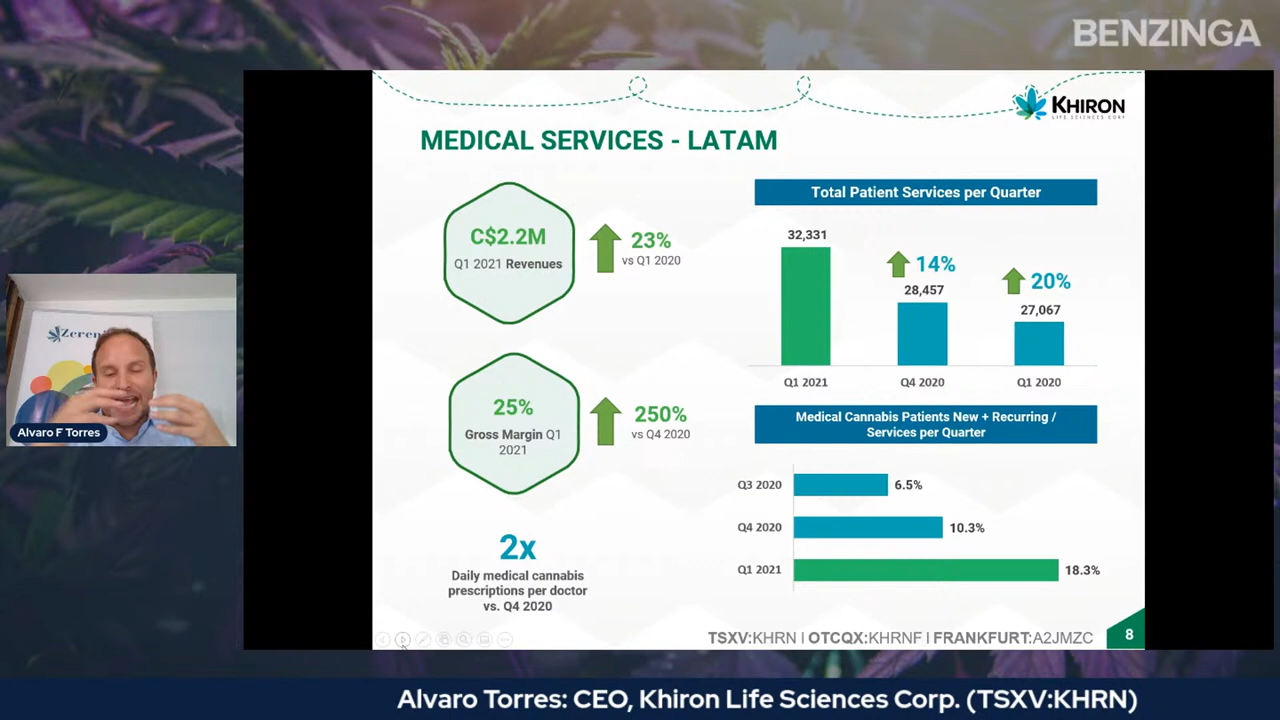 BENZINGA
KHIRON
LIFE SCIENCES CORP
MEDICAL SERVICES - LATAM
C$2.2M
Q1 2021 Revenues
23%
vs Q1 2020
25%
Gross Margin Q1
2021
250%
vs Q4 2020
2x
Daily medical cannabis
prescriptions per doctor
vs. Q4 2020
Total Patient Services per Quarter
32,331
14%
28,457
20%
27,067
Q1 2021
Q4 2020
Q1 2020
Medical Cannabis Patients New + Recurring /
Services per Quarter
Q3 2020
6.5%
Q4 2020
10.3%
Q1 2021
18.3%
TSXV:KHRN I OTCQX:KHRNF I FRANKFURT:A2JMZC
8
Alvaro F Torres
Alvaro Torres: CEO, Khiron Life Sciences Corp. (TSXV:KHRN)